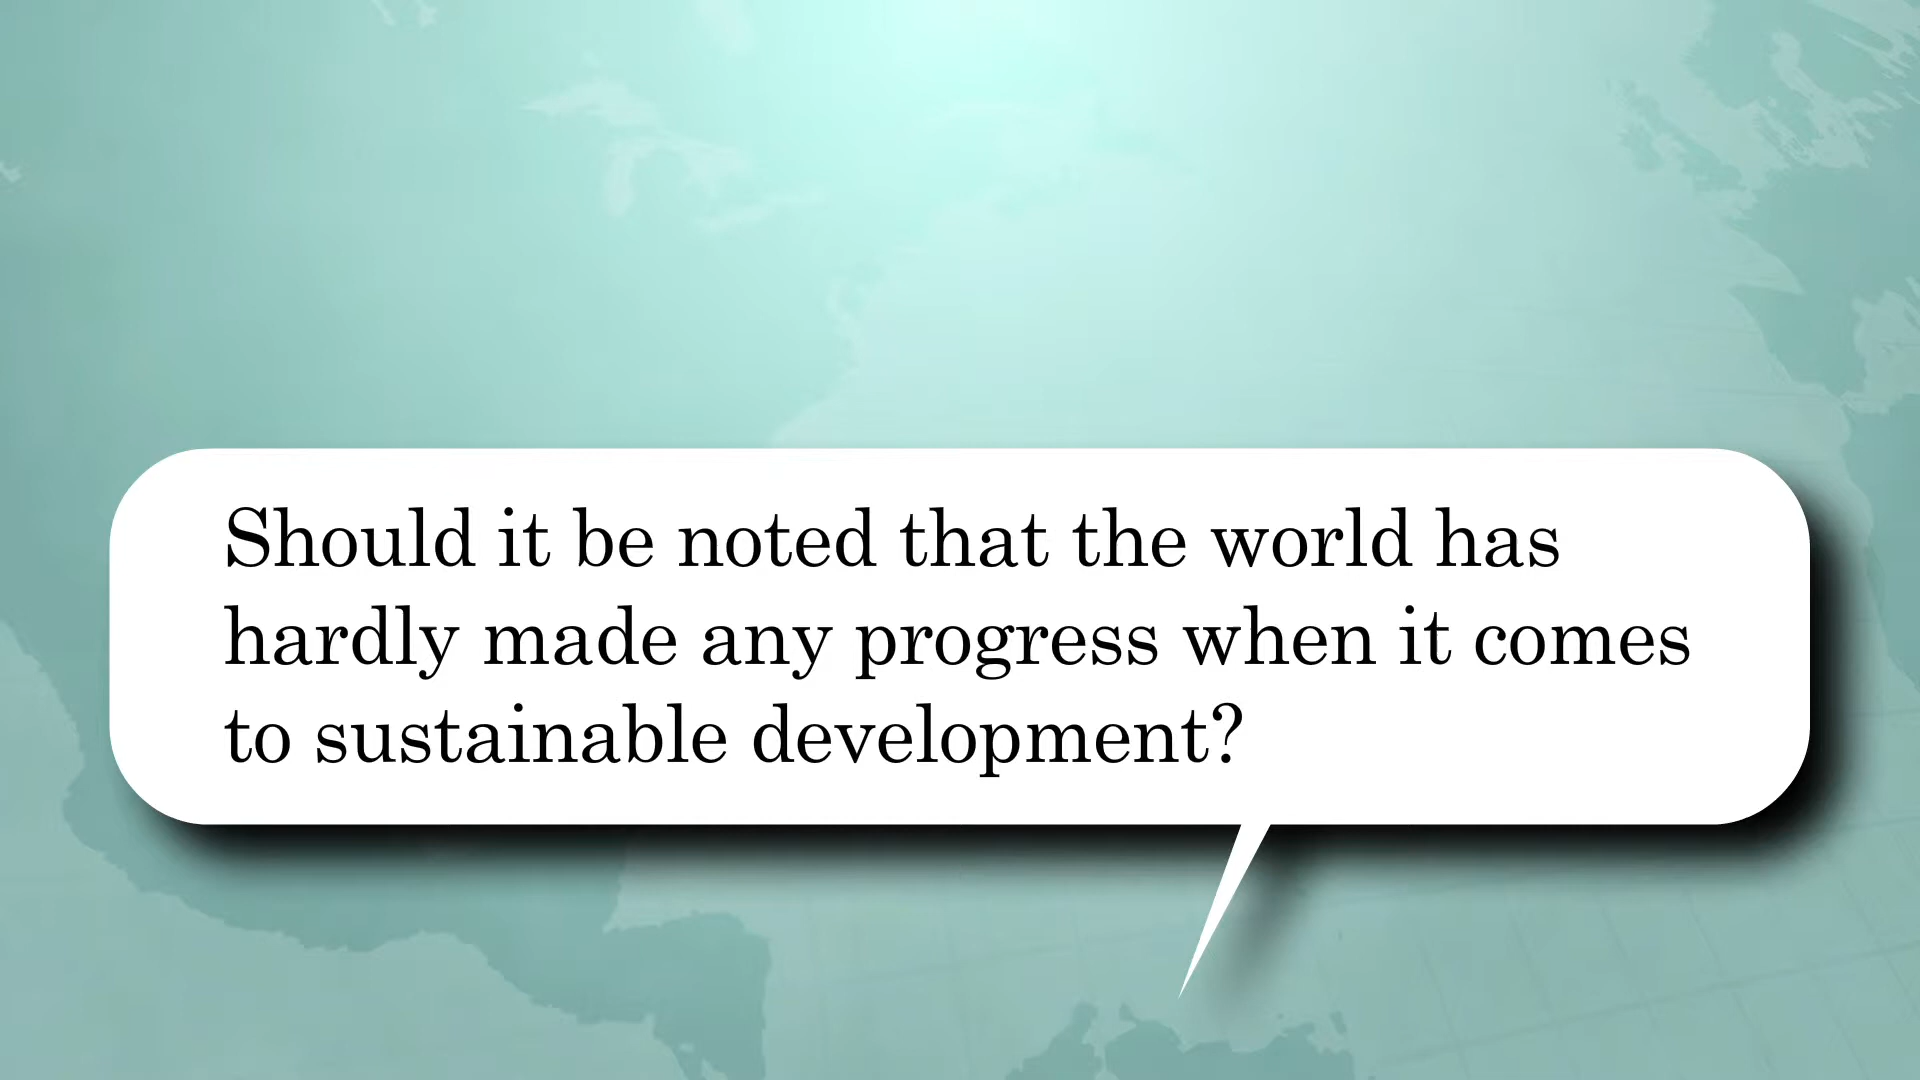 Should it be noted that the world has
hardly made any progress when it comes
to sustainable development?